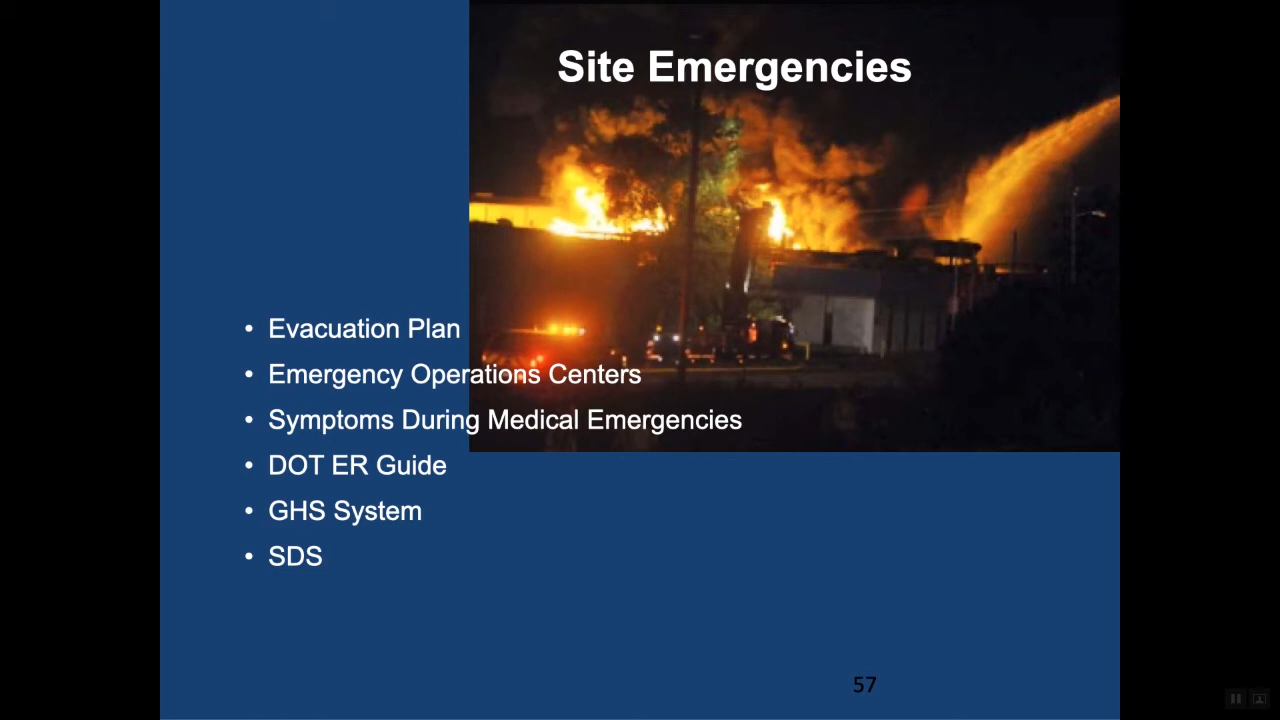 Site Emergencies
• Evacuation Plan
• Emergency Operations Centers
• Symptoms During Medical Emergencies
• DOT ER Guide
• GHS System
• SDS
57